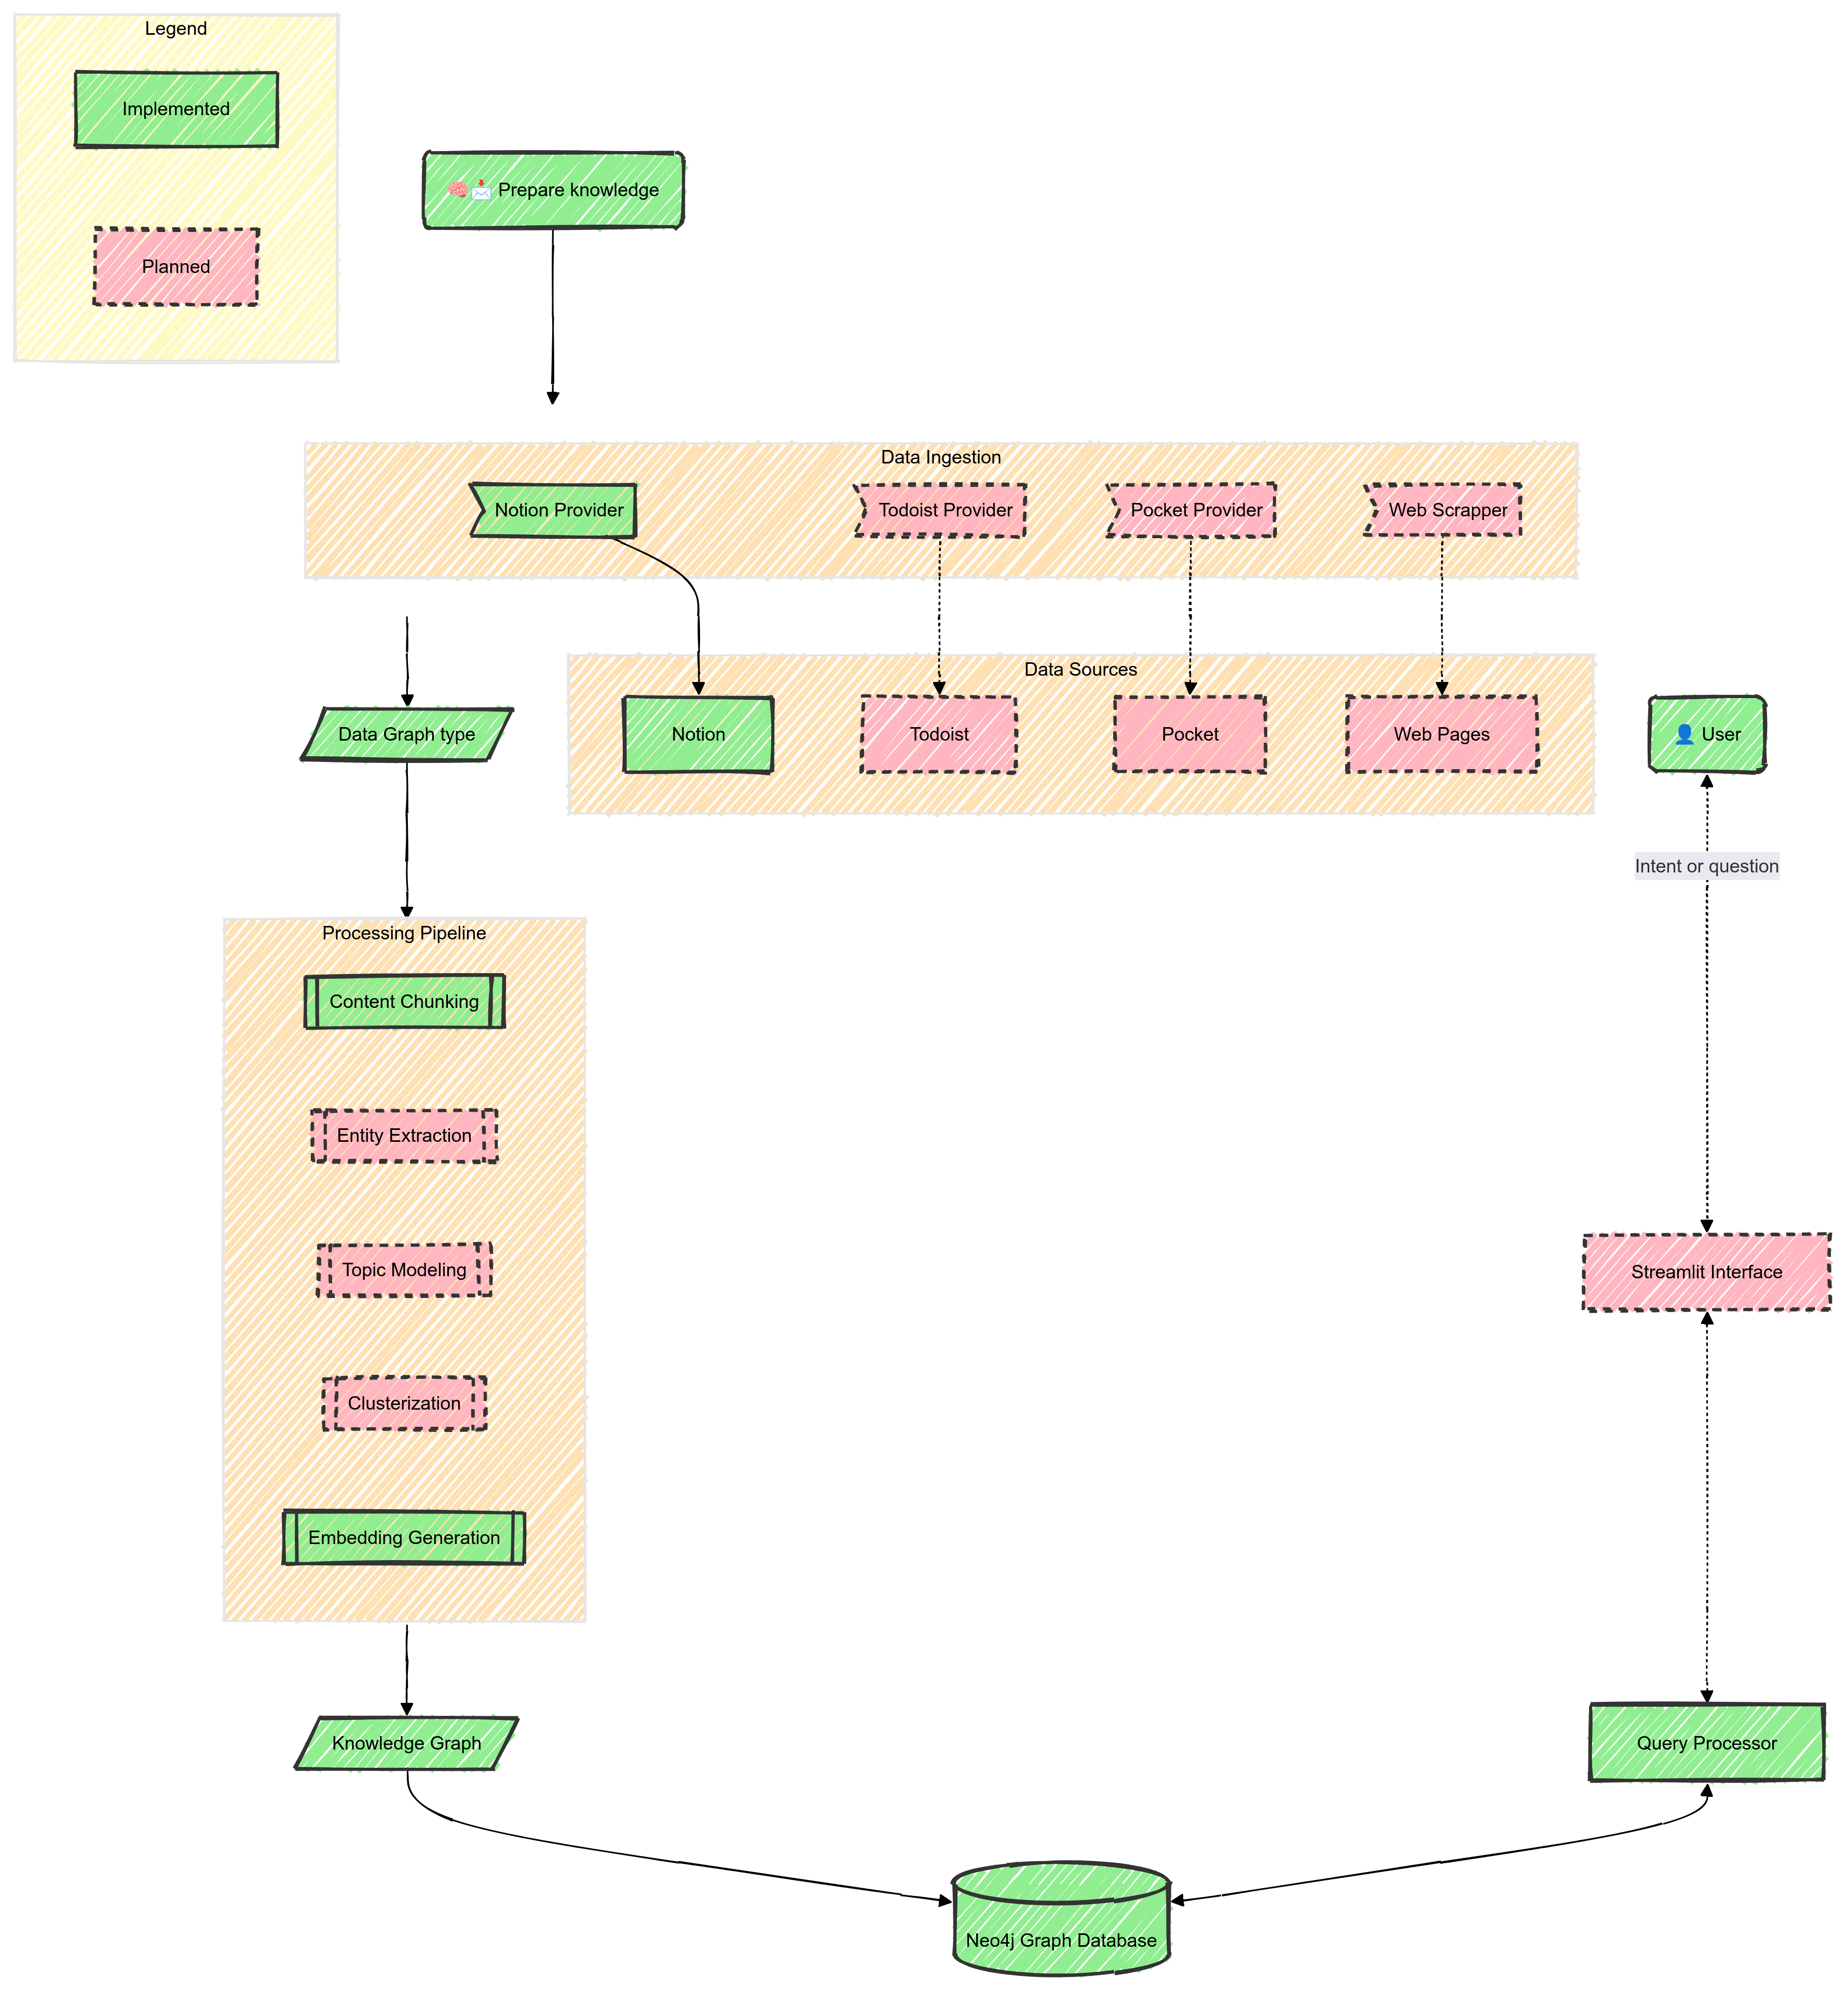 Legend
Implemented
Planned
🧠📩 Prepare knowledge
Data Ingestion
Notion Provider
Todoist Provider
Pocket Provider
Web Scrapper
Data Sources
Data Graph type
Notion
Todoist
Pocket
Web Pages
👤 User
Intent or question
Processing Pipeline
Content Chunking
Entity Extraction
Topic Modeling
Clusterization
Embedding Generation
Streamlit Interface
Knowledge Graph
Query Processor
Neo4j Graph Database